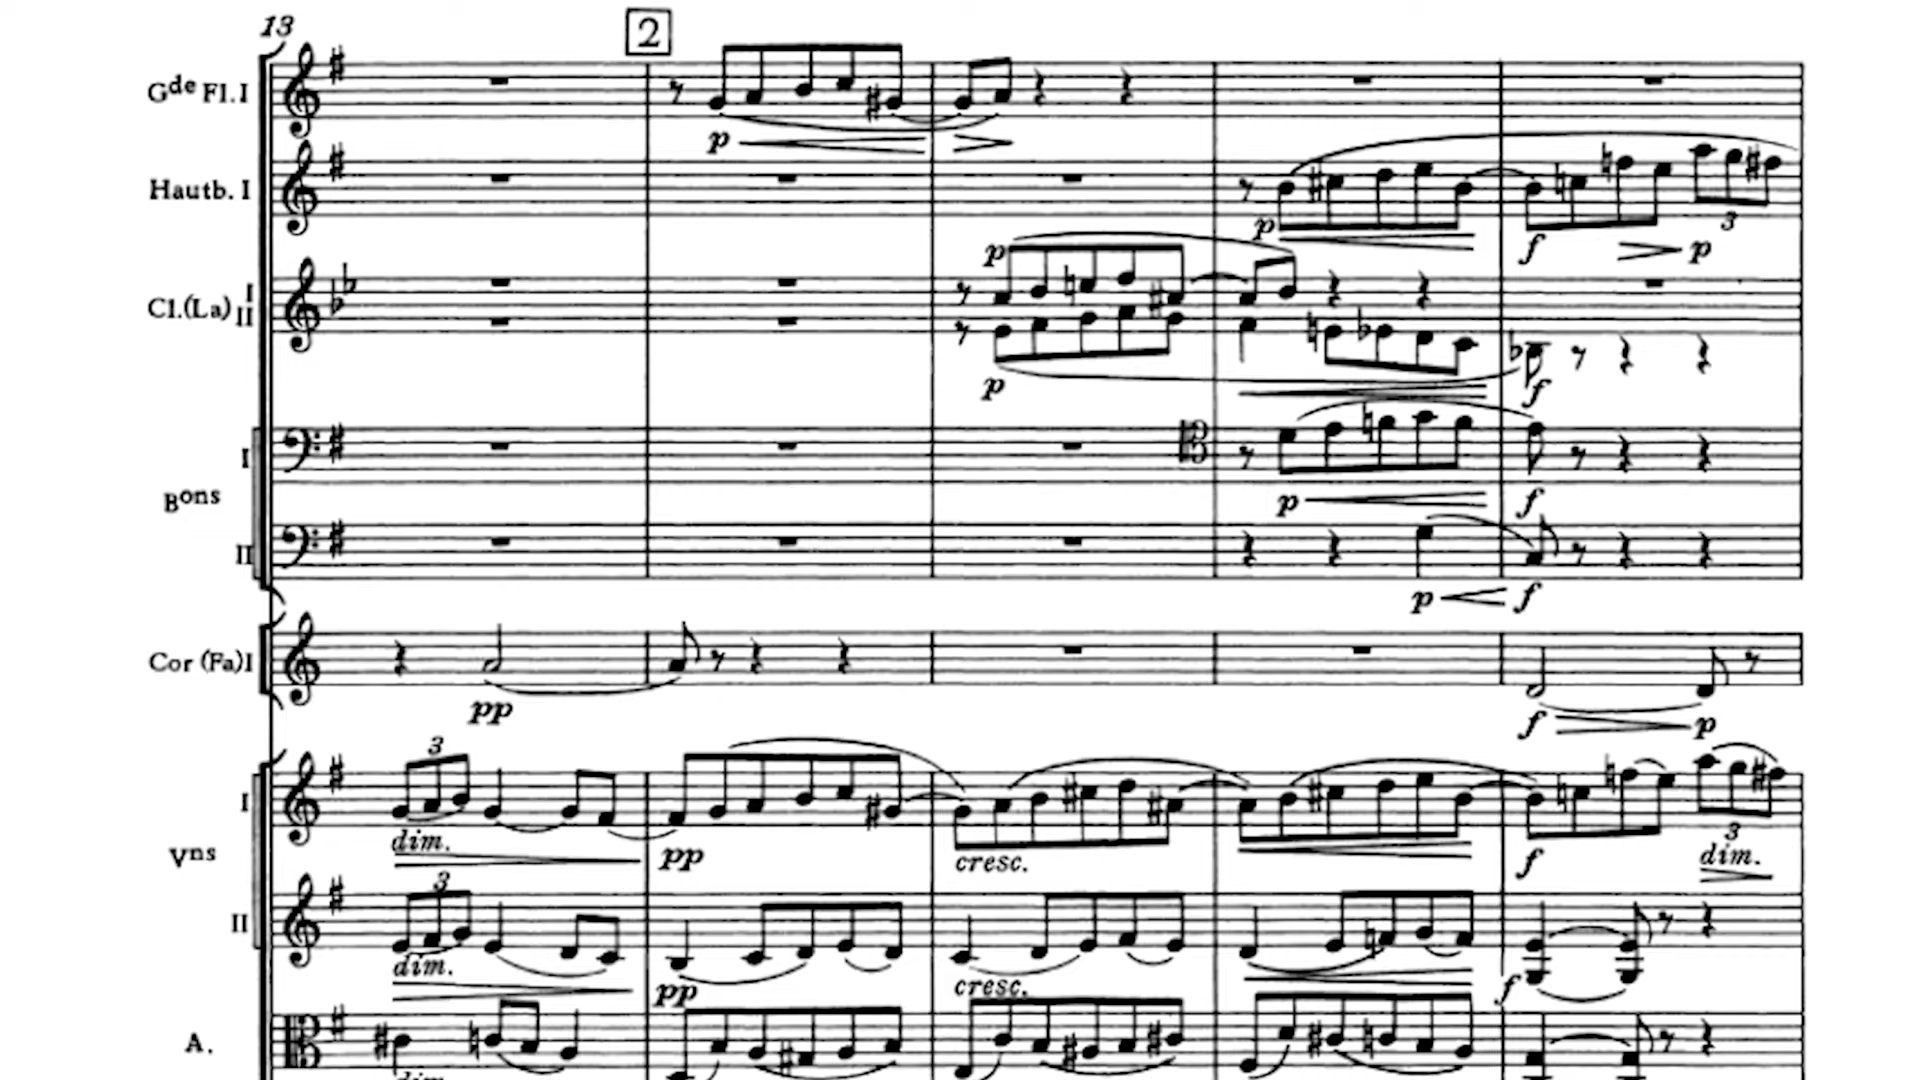 13
2
Gde Fl. I
p
Hautb. I
p
3
f
p
p
Cl. (La) I
II
p
f
I
p
f
Bons
II
p
f
Cor (Fa) I
pp
f
p
3
I
dim.
3
Vns
pp
cresc.
f
dim.
3
II
dim.
pp
cresc.
f
A.